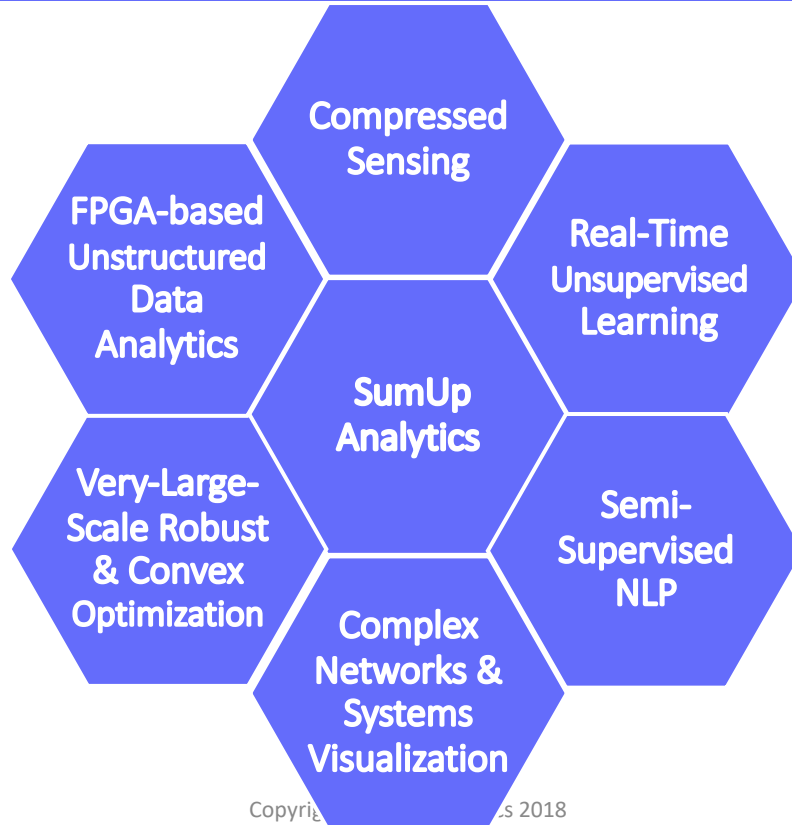 Compressed
Sensing
FPGA-based
Unstructured
Data
Analytics
Real-Time
Unsupervised
Learning
SumUp
Analytics
Very-Large-
Scale Robust
& Convex
Optimization
Semi-
Supervised
NLP
Complex
Networks &
Systems
Visualization
2018